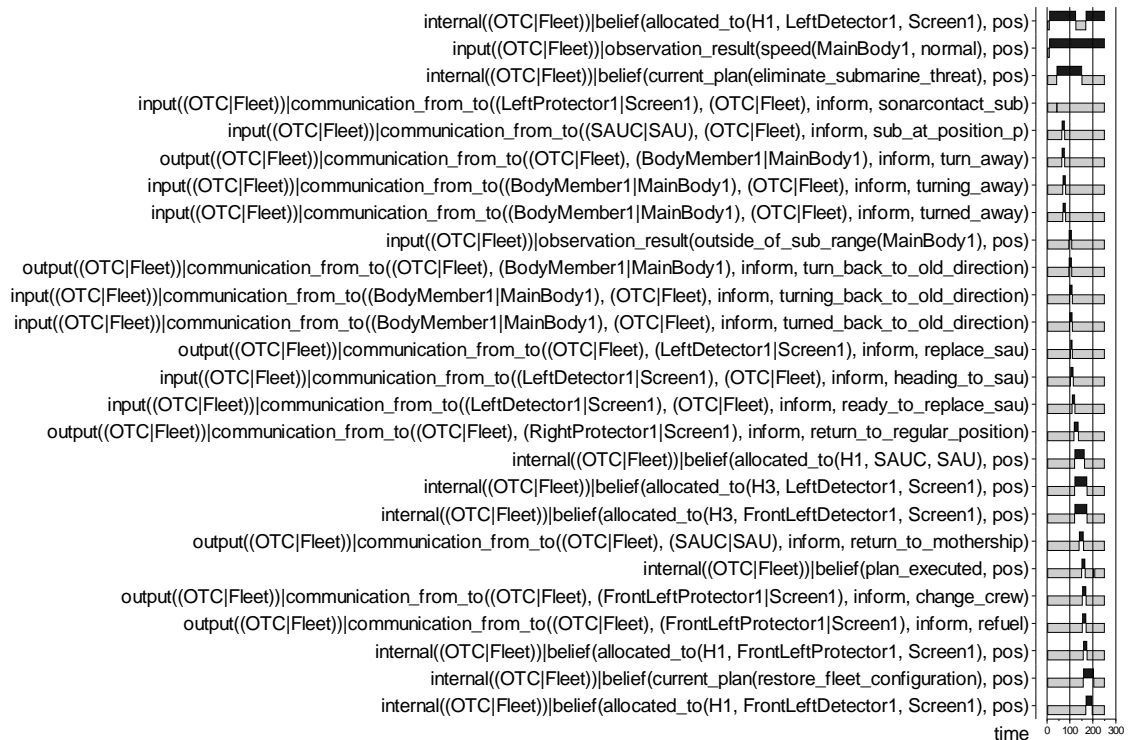 internal((OTC|Fleet))|belief(allocated_to(H1, LeftDetector1, Screen1), pos)
input((OTC|Fleet))|observation_result(speed(MainBody1, normal), pos)
internal((OTC|Fleet))|belief(current_plan(eliminate_submarine_threat), pos)
input((OTC|Fleet))|communication_from_to((LeftProtector1|Screen1), (OTC|Fleet), inform, sonarcontact_sub)
input((OTC|Fleet))|communication_from_to((SAUC|SAU), (OTC|Fleet), inform, sub_at_position_p)
output((OTC|Fleet))|communication_from_to((OTC|Fleet), (BodyMember1|MainBody1), inform, turn_away)
input((OTC|Fleet))|communication_from_to((BodyMember1|MainBody1), (OTC|Fleet), inform, turning_away)
input((OTC|Fleet))|communication_from_to((BodyMember1|MainBody1), (OTC|Fleet), inform, turned_away)
input((OTC|Fleet))|observation_result(outside_of_sub_range(MainBody1), pos)
output((OTC|Fleet))|communication_from_to((OTC|Fleet), (BodyMember1|MainBody1), inform, turn_back_to_old_direction)
input((OTC|Fleet))|communication_from_to((BodyMember1|MainBody1), (OTC|Fleet), inform, turning_back_to_old_direction)
input((OTC|Fleet))|communication_from_to((BodyMember1|MainBody1), (OTC|Fleet), inform, turned_back_to_old_direction)
output((OTC|Fleet))|communication_from_to((OTC|Fleet), (LeftDetector1|Screen1), inform, replace_sau)
input((OTC|Fleet))|communication_from_to((LeftDetector1|Screen1), (OTC|Fleet), inform, heading_to_sau)
input((OTC|Fleet))|communication_from_to((LeftDetector1|Screen1), (OTC|Fleet), inform, ready_to_replace_sau)
output((OTC|Fleet))|communication_from_to((OTC|Fleet), (RightProtector1|Screen1), inform, return_to_regular_position)
internal((OTC|Fleet))|belief(allocated_to(H1, SAUC, SAU), pos)
internal((OTC|Fleet))|belief(allocated_to(H3, LeftDetector1, Screen1), pos)
internal((OTC|Fleet))|belief(allocated_to(H3, FrontLeftDetector1, Screen1), pos)
output((OTC|Fleet))|communication_from_to((OTC|Fleet), (SAUC|SAU), inform, return_to_mothership)
internal((OTC|Fleet))|belief(plan_executed, pos)
output((OTC|Fleet))|communication_from_to((OTC|Fleet), (FrontLeftProtector1|Screen1), inform, change_crew)
output((OTC|Fleet))|communication_from_to((OTC|Fleet), (FrontLeftProtector1|Screen1), inform, refuel)
internal((OTC|Fleet))|belief(allocated_to(H1, FrontLeftProtector1, Screen1), pos)
internal((OTC|Fleet))|belief(current_plan(restore_fleet_configuration), pos)
internal((OTC|Fleet))|belief(allocated_to(H1, FrontLeftDetector1, Screen1), pos)
time 0 100 200 300